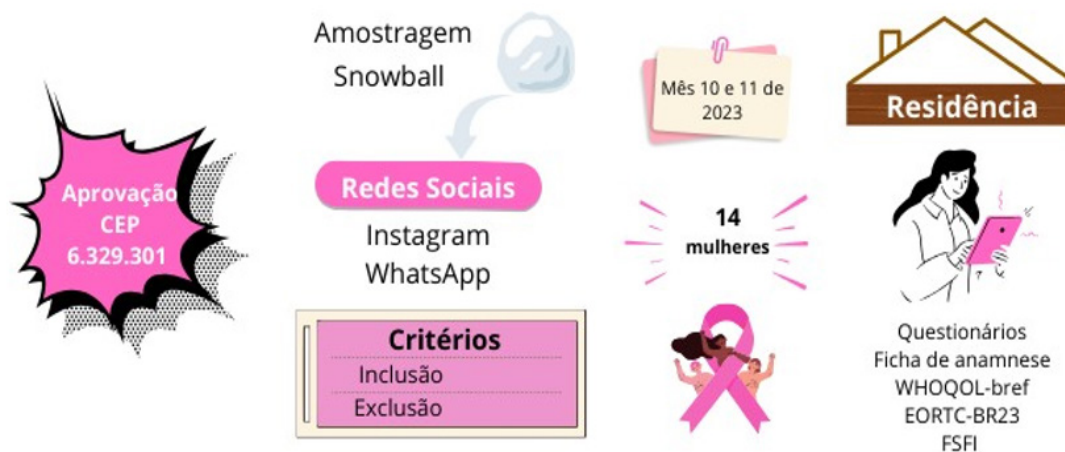 Aprovação
CEP
6.329.301
Amostragem
Snowball
Redes Sociais
Instagram
WhatsApp
Critérios
Inclusão
Exclusão
Mês 10 e 11 de
2023
14
mulheres
Residência
Questionários
Ficha de anamnese
WHOQOL-bref
EORTC-BR23
FSFI